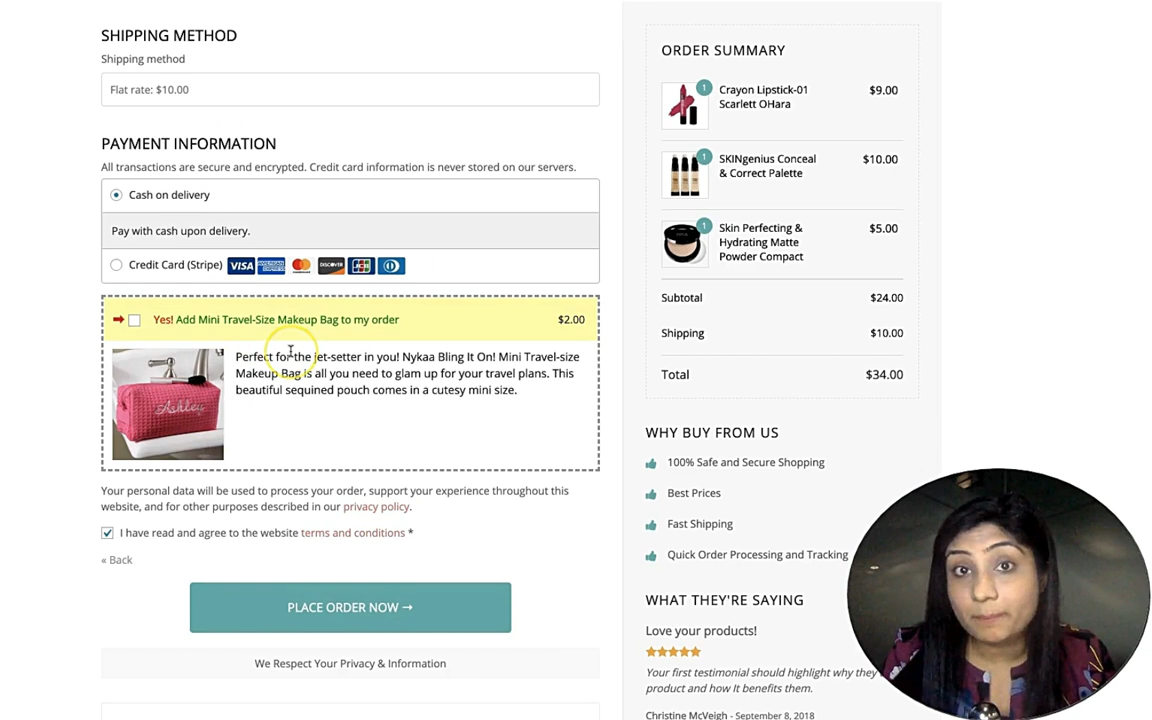 SHIPPING METHOD
Shipping method
Flat rate: $10.00
PAYMENT INFORMATION
All transactions are secure and encrypted. Credit card information is never stored on our servers.
Cash on delivery
Pay with cash upon delivery.
Credit Card (Stripe) VISA AMERICAN EXPRESS DISCOVER JCB
Yes! Add Mini Travel-Size Makeup Bag to my order $2.00
Ashley
Perfect for the jet-setter in you! Nykaa Bling It On! Mini Travel-size
Makeup Bag is all you need to glam up for your travel plans. This
beautiful sequined pouch comes in a cutesy mini size.
Your personal data will be used to process your order, support your experience throughout this
website, and for other purposes described in our privacy policy.
I have read and agree to the website terms and conditions *
« Back
PLACE ORDER NOW →
We Respect Your Privacy & Information
ORDER SUMMARY
1
Crayon Lipstick-01 $9.00
Scarlett OHara
1
SKINgenius Conceal $10.00
& Correct Palette
1
Skin Perfecting & $5.00
Hydrating Matte
Powder Compact
Subtotal $24.00
Shipping $10.00
Total $34.00
WHY BUY FROM US
100% Safe and Secure Shopping
Best Prices
Fast Shipping
Quick Order Processing and Tracking
WHAT THEY'RE SAYING
Love your products!
Your first testimonial should highlight why they
product and how It benefits them.
Christine McVeigh - September 8, 2018